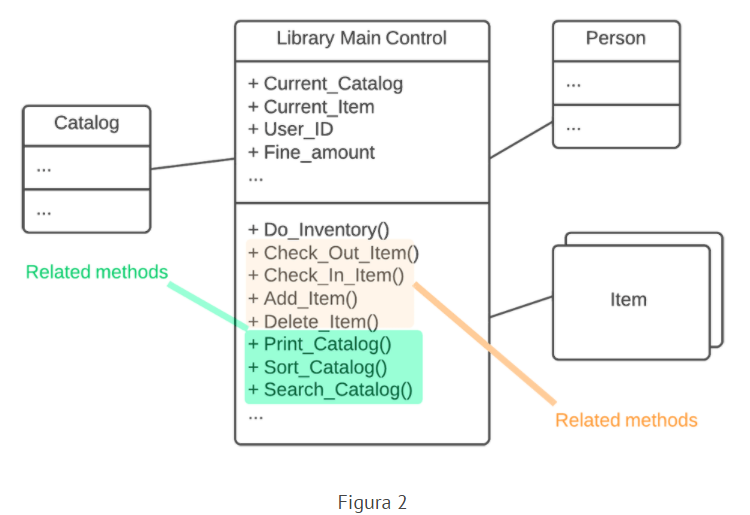 Library Main Control
+ Current_Catalog
+ Current_Item
+ User_ID
+ Fine_amount
...
+ Do_Inventory()
+ Check_Out_Item()
+ Check_In_Item()
+ Add_Item()
+ Delete_Item()
+ Print_Catalog()
+ Sort_Catalog()
+ Search_Catalog()
...
Catalog
...
...
Person
...
...
Item
Related methods
Related methods
Figura 2